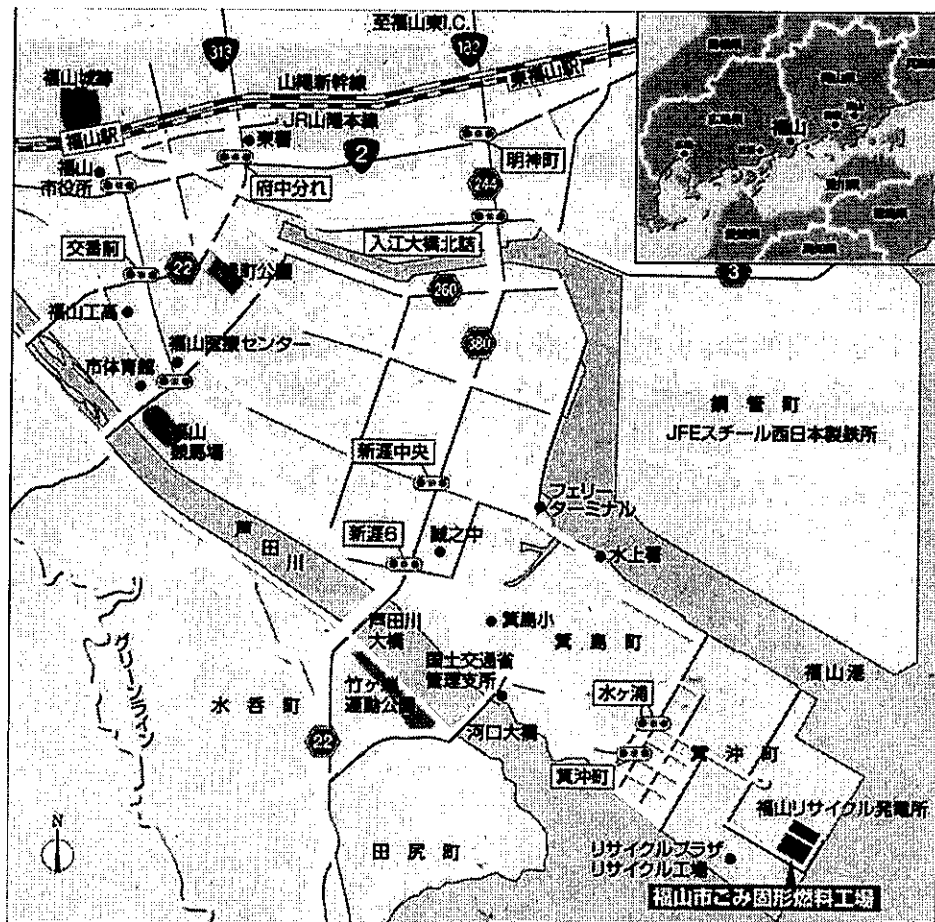 至福山東I.C.
313
182
福山城跡
山陽新幹線
東福山駅
JR山陽本線
福山駅
東署
2
明神町
福山
市役所
府中分れ
244
入江大橋北詰
交番前
22
260
3
福山工高
380
福山医療センター
市体育館
鋼管町
JFEスチール西日本製鉄所
福山
競馬場
新涯中央
フェリー
ターミナル
芦田川
新涯6
誠之中
水上署
グリーンライン
芦田川
大橋
箕島小
箕島町
国土交通省
管理支所
福山港
水呑町
運動公園
水ヶ浦
22
河口大橋
箕沖町
箕沖町
福山リサイクル発電所
N
田尻町
リサイクルプラザ
リサイクル工場
福山市ごみ固形燃料工場
岡山県
広島県
福山